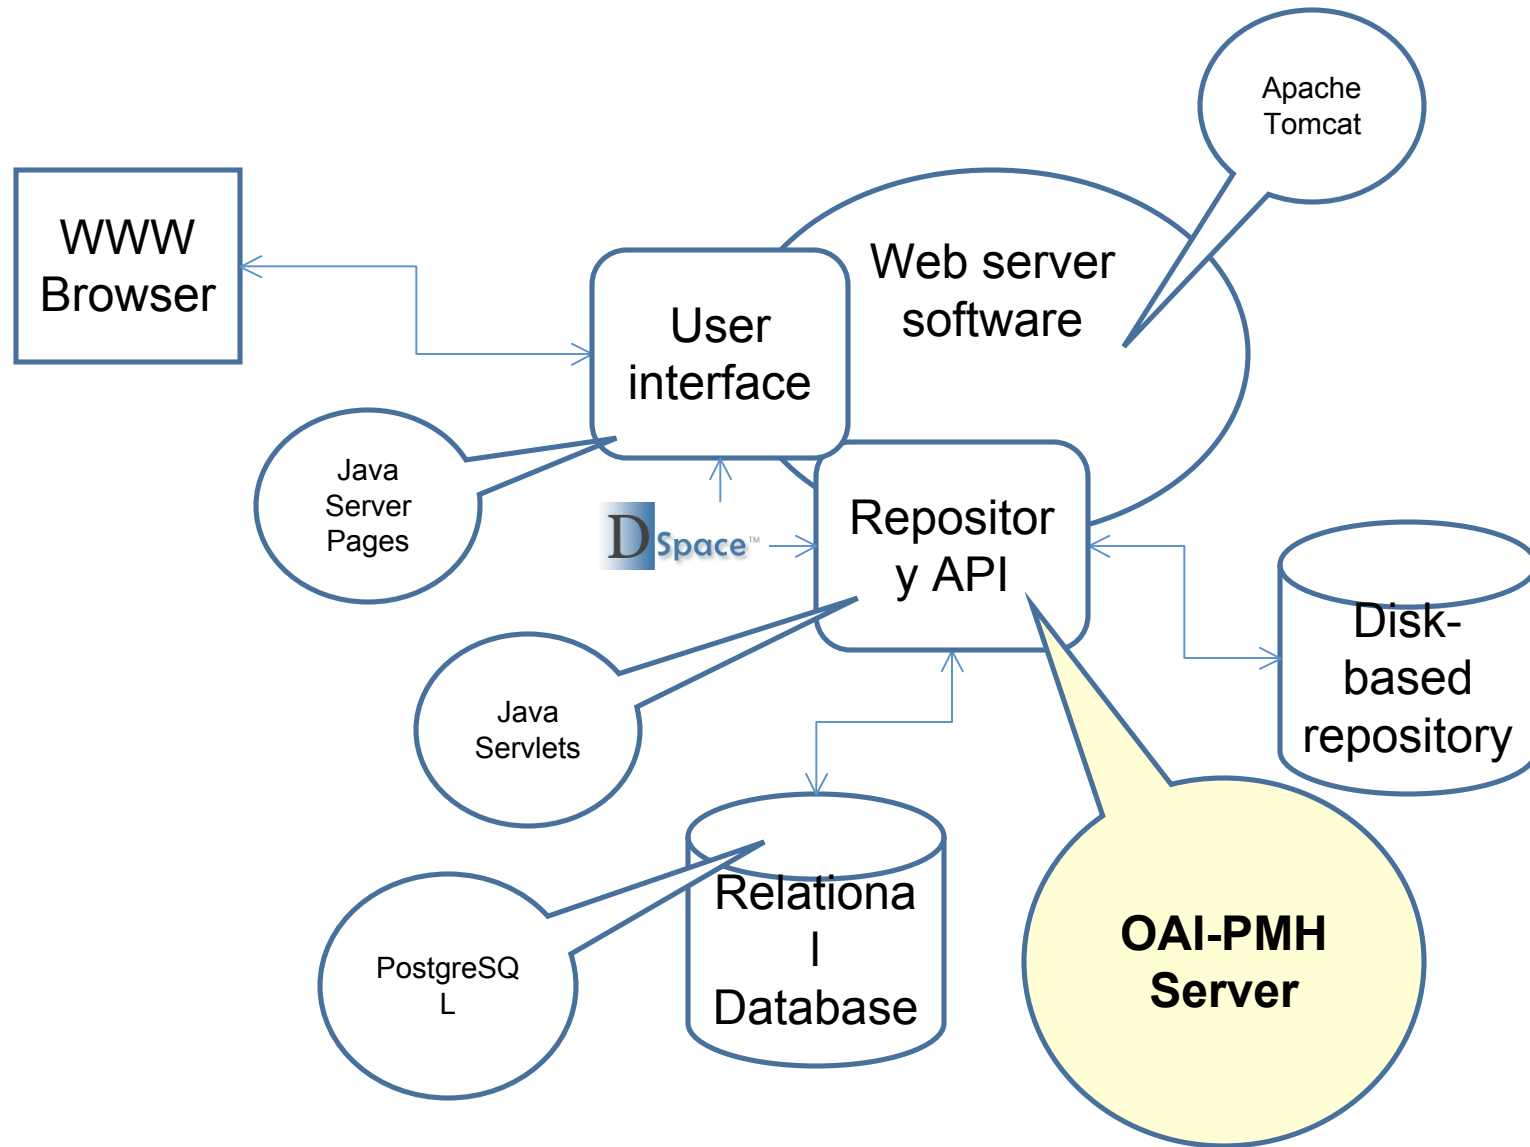 Apache
Tomcat
WWW
Browser
Web server
software
User
interface
Java
Server
Pages
DSpace™
Repositor
y API
Disk-
based
repository
Java
Servlets
Relationa
l
Database
PostgreSQ
L
OAI-PMH
Server